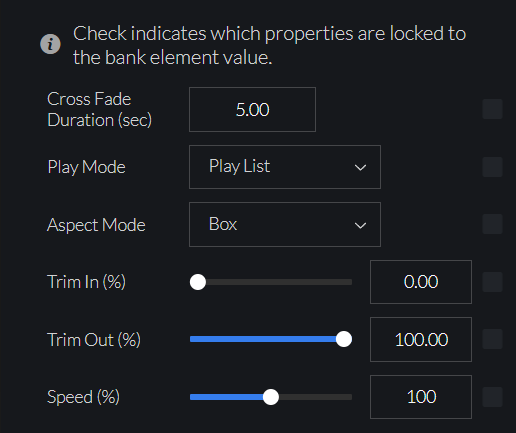 Check indicates which properties are locked to
the bank element value.
Cross Fade
Duration (sec)
5.00
Play Mode
Play List
Aspect Mode
Box
Trim In (%)
0.00
Trim Out (%)
100.00
Speed (%)
100